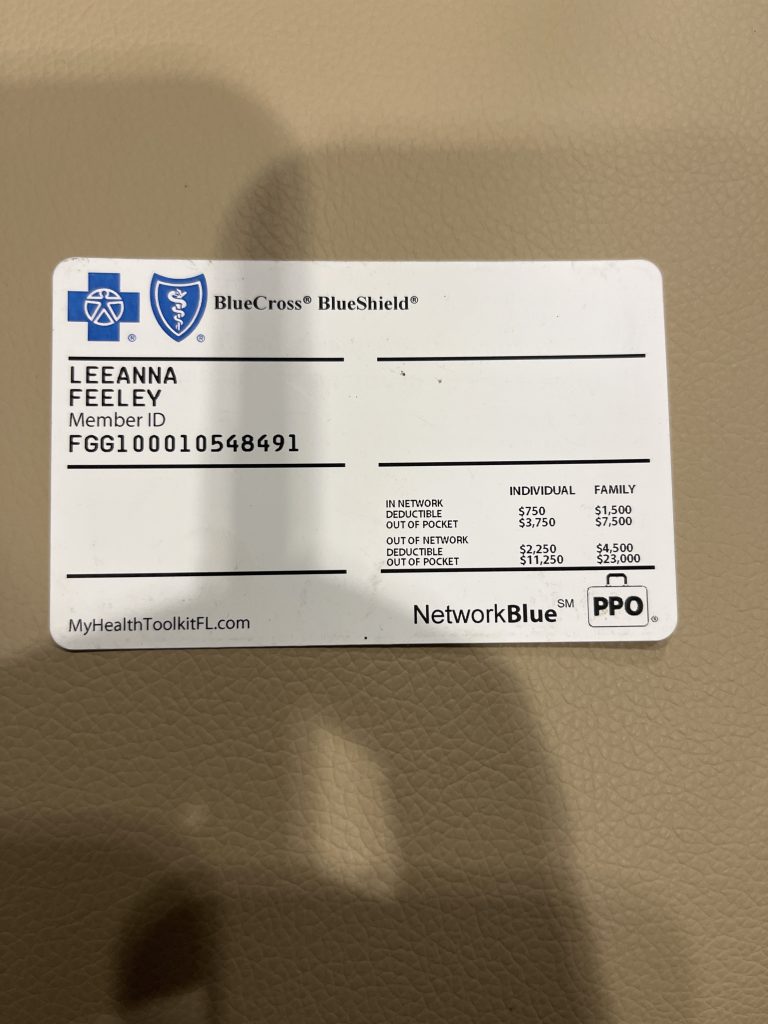 BlueCross® BlueShield®
LEEANNA
FEELEY
Member ID
FGG100010548491
INDIVIDUAL FAMILY
IN NETWORK
DEDUCTIBLE $750 $1,500
OUT OF POCKET $3,750 $7,500
OUT OF NETWORK
DEDUCTIBLE $2,250 $4,500
OUT OF POCKET $11,250 $23,000
MyHealthToolkitFL.com
NetworkBlue℠ PPO®